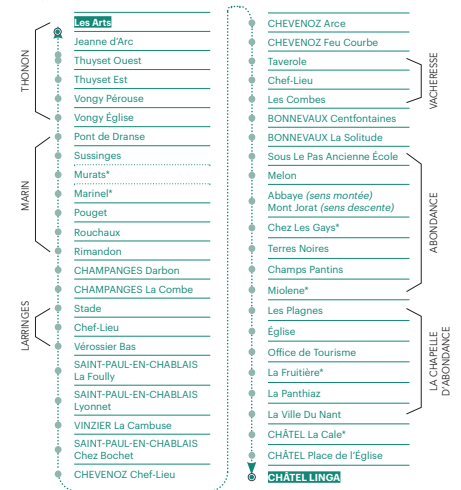 THONON
Les Arts
Jeanne d'Arc
Thuyset Ouest
Thuyset Est
Vongy Pérouse
Vongy Église
MARIN
Pont de Dranse
Sussinges
Murats*
Marinel*
Pouget
Rouchaux
Rimandon
CHAMPANGES Darbon
CHAMPANGES La Combe
LARRINGES
Stade
Chef-Lieu
Vérossier Bas
SAINT-PAUL-EN-CHABLAIS
La Foully
SAINT-PAUL-EN-CHABLAIS
Lyonnet
VINZIER La Cambuse
SAINT-PAUL-EN-CHABLAIS
Chez Bochet
CHEVENOZ Chef-Lieu
CHEVENOZ Arce
CHEVENOZ Feu Courbe
VACHERESSE
Taverole
Chef-Lieu
Les Combes
BONNEVAUX Centfontaines
BONNEVAUX La Solitude
ABONDANCE
Sous Le Pas Ancienne École
Melon
Abbaye (sens montée)
Mont Jorat (sens descente)
Chez Les Gays*
Terres Noires
Champs Pantins
Miolene*
LA CHAPELLE
D'ABONDANCE
Les Plagnes
Église
Office de Tourisme
La Fruitière*
La Panthiaz
La Ville Du Nant
CHÂTEL La Cale*
CHÂTEL Place de l'Église
CHÂTEL LINGA